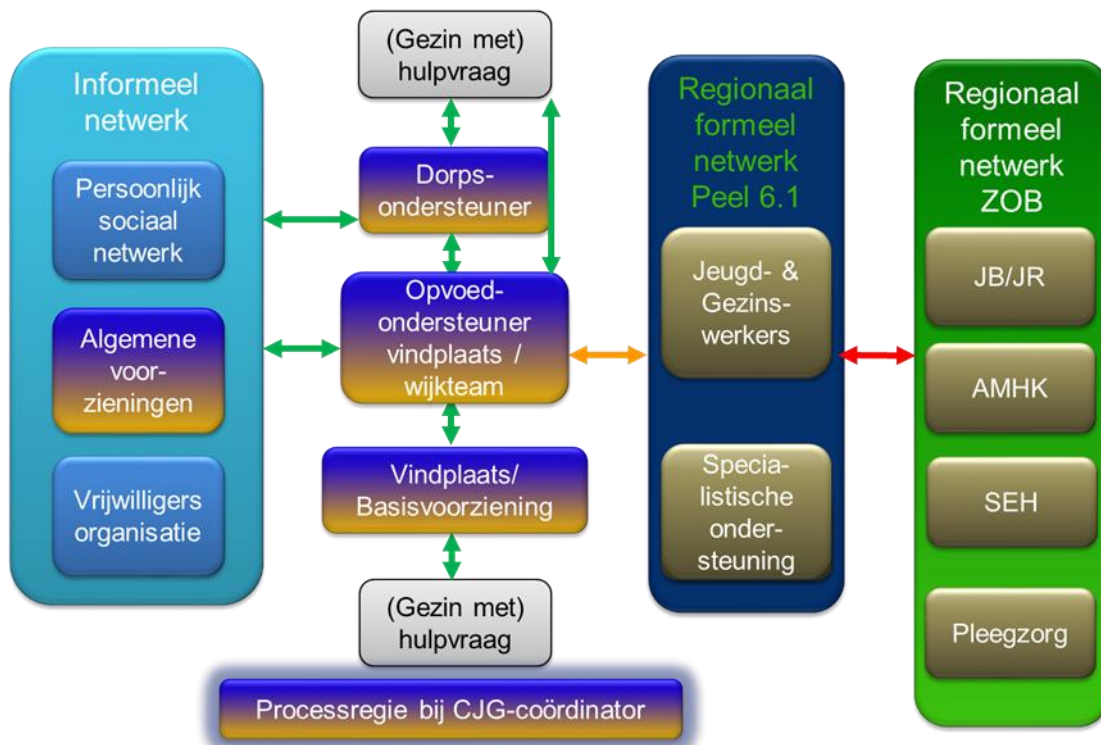 Informeel
netwerk
Persoonlijk
sociaal
netwerk
Algemene
voor-
zieningen
Vrijwilligers
organisatie
(Gezin met)
hulpvraag
Dorps-
ondersteuner
Opvoed-
ondersteuner
vindplaats /
wijkteam
Vindplaats/
Basisvoorziening
(Gezin met)
hulpvraag
Processregie bij CJG-coördinator
Regionaal
formeel
netwerk
Peel 6.1
Jeugd- &
Gezins-
werkers
Specia-
listische
onder-
steuning
Regionaal
formeel
netwerk
ZOB
JB/JR
AMHK
SEH
Pleegzorg